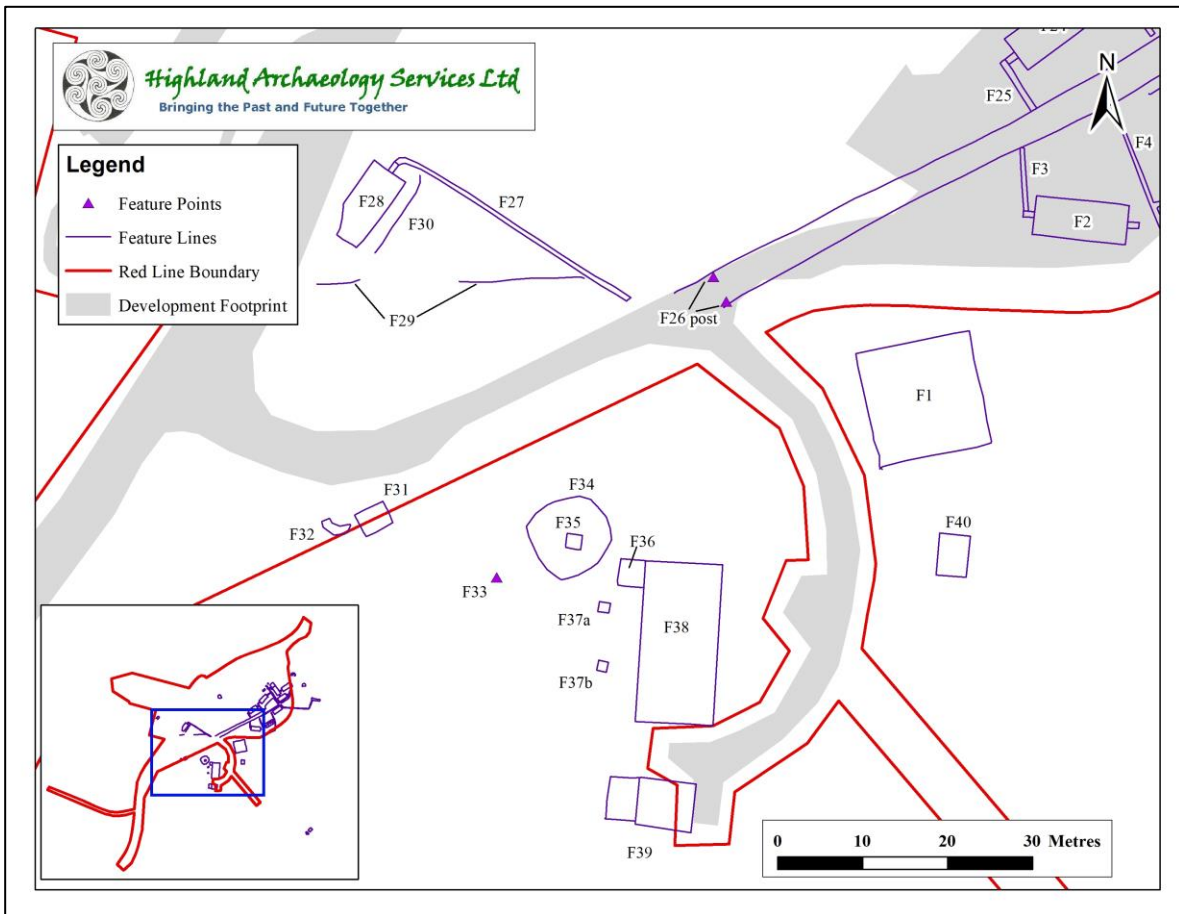 Highland Archaeology Services Ltd
Bringing the Past and Future Together
Legend
Feature Points
Feature Lines
Red Line Boundary
Development Footprint
F24
N
F25
F4
F3
F2
F28
F27
F30
F29
F26 post
F1
F31
F34
F32
F35
F36
F40
F33
F37a
F38
F37b
F39
0 10 20 30 Metres